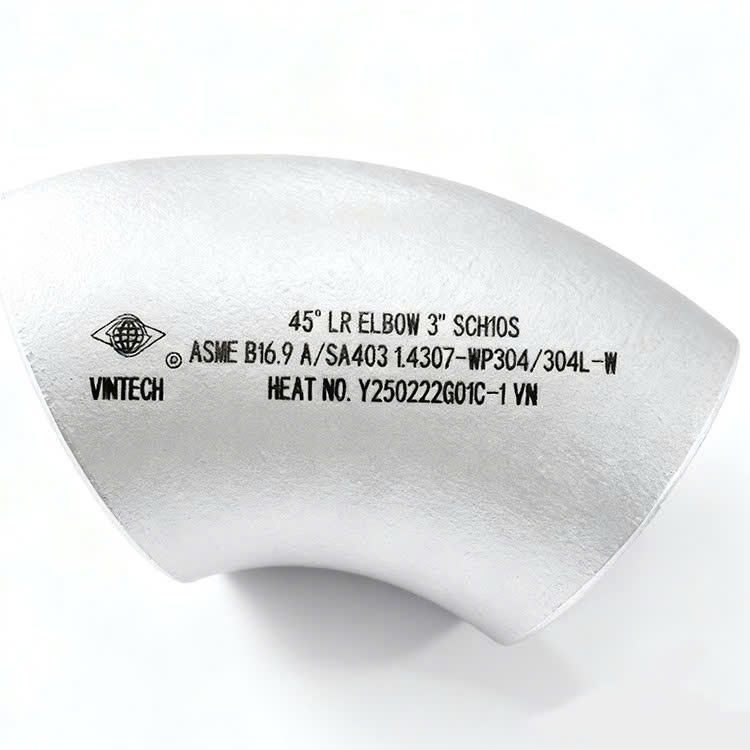 45° LR ELBOW 3" SCH10S
ASME B16.9 A/SA403 1.4307-WP304/304L-W
HEAT NO. Y250222G01C-1 VN
VINTECH